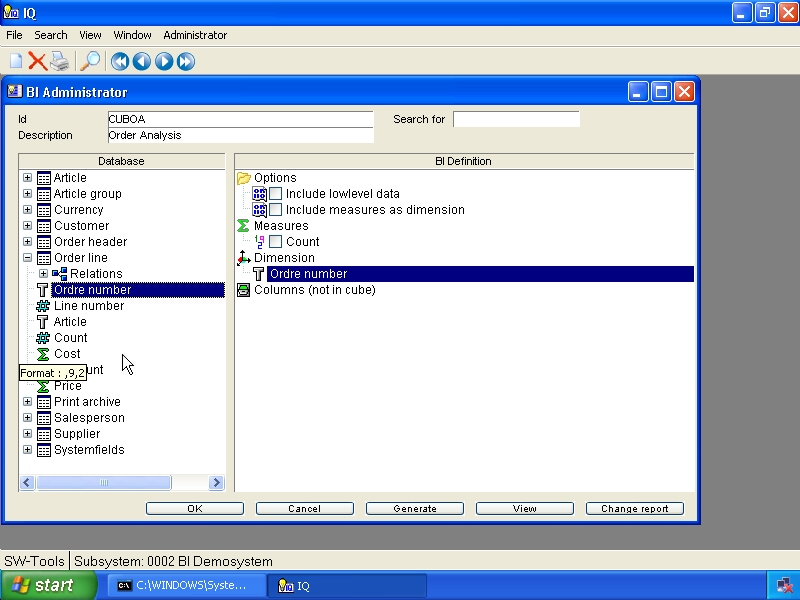 IQ
File Search View Window Administrator
BI Administrator
Id CUBOA Search for
Description Order Analysis
Database BI Definition
Article Options
Article group Include lowlevel data
Currency Include measures as dimension
Customer Measures
Order header Count
Order line Dimension
Relations Ordre number
Ordre number Columns (not in cube)
Line number
Article
Count
Cost
Format : ,9,2
Price
Print archive
Salesperson
Supplier
Systemfields
OK Cancel Generate View Change report
SW-Tools Subsystem: 0002 BI Demosystem
start C:\WINDOWS\Syste... IQ